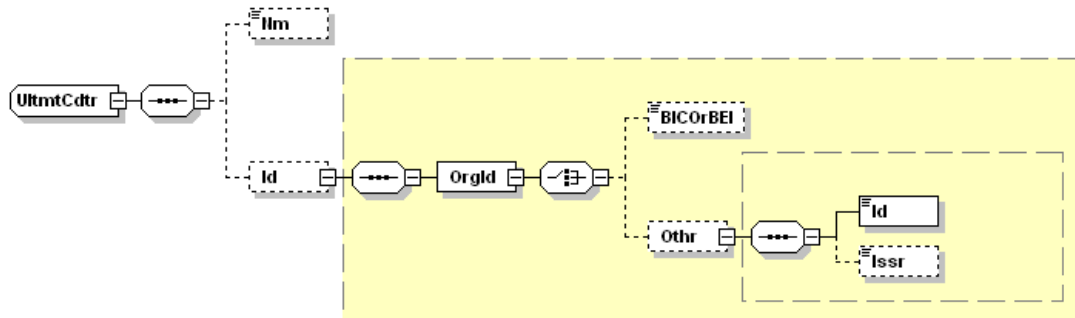 Nm
UltmtCdtr
BICOrBEI
Id
OrgId
Id
Othr
Issr